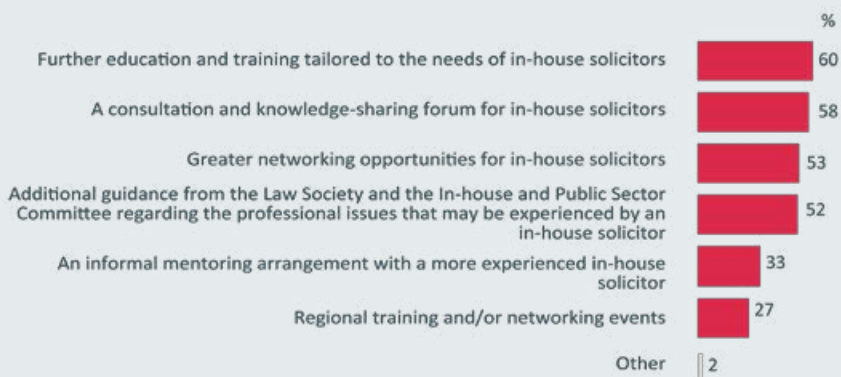 %
Further education and training tailored to the needs of in-house solicitors 60
A consultation and knowledge-sharing forum for in-house solicitors 58
Greater networking opportunities for in-house solicitors 53
Additional guidance from the Law Society and the In-house and Public Sector
Committee regarding the professional issues that may be experienced by an 52
in-house solicitor
An informal mentoring arrangement with a more experienced in-house 33
solicitor
Regional training and/or networking events 27
Other 2